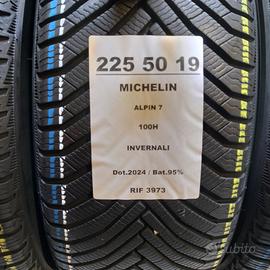 225 50 19
MICHELIN
ALPIN 7
100H
INVERNALI
Dot.2024 / Bat.95%
RIF 3973
subito